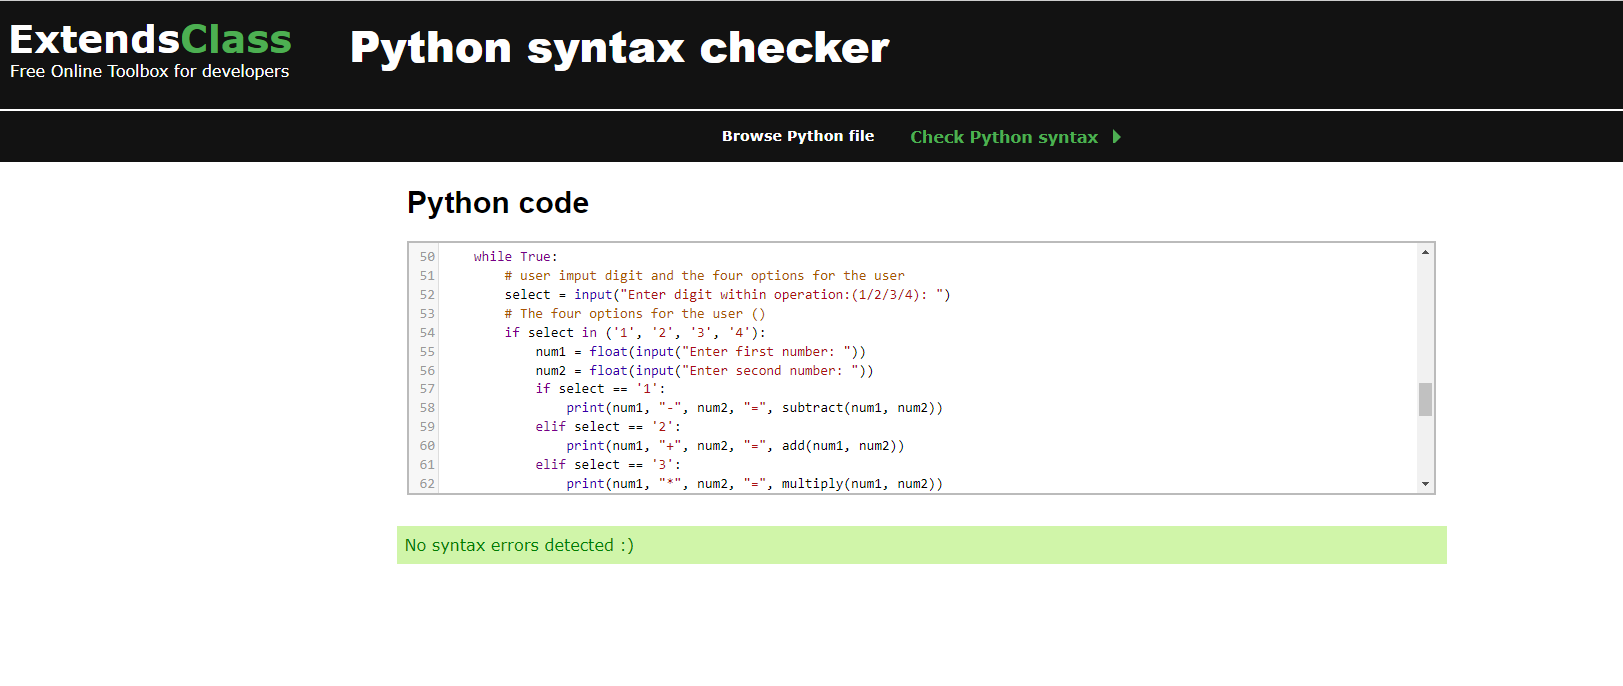 ExtendsClass
Free Online Toolbox for developers
Python syntax checker
Browse Python file
Check Python syntax
Python code
50 while True:
51 # user imput digit and the four options for the user
52 select = input("Enter digit within operation:(1/2/3/4): ")
53 # The four options for the user ()
54 if select in ('1', '2', '3', '4'):
55 num1 = float(input("Enter first number: "))
56 num2 = float(input("Enter second number: "))
57 if select == '1':
58 print(num1, "-", num2, "=", subtract(num1, num2))
59 elif select == '2':
60 print(num1, "+", num2, "=", add(num1, num2))
61 elif select == '3':
62 print(num1, "*", num2, "=", multiply(num1, num2))
No syntax errors detected :)